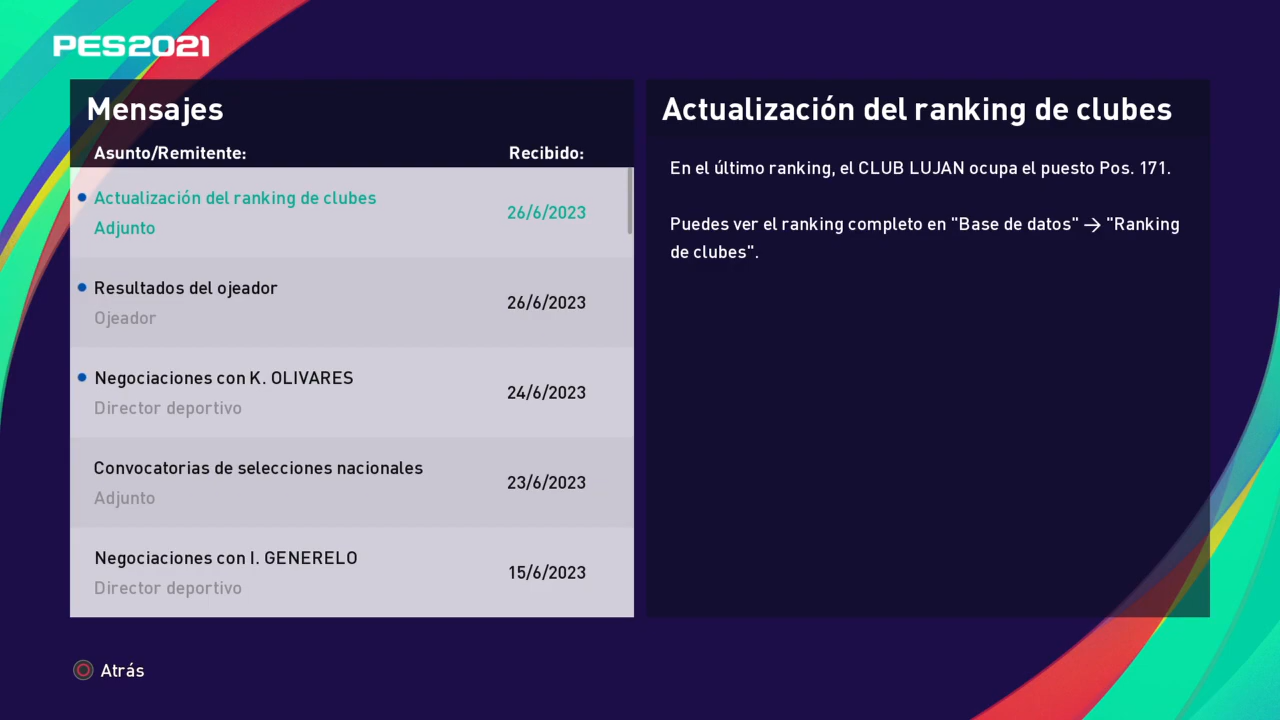 PES2021
Mensajes
Asunto/Remitente:
Recibido:
Actualización del ranking de clubes
Adjunto
26/6/2023
Resultados del ojeador
Ojeador
26/6/2023
Negociaciones con K. OLIVARES
Director deportivo
24/6/2023
Convocatorias de selecciones nacionales
Adjunto
23/6/2023
Negociaciones con I. GENERELO
Director deportivo
15/6/2023
Actualización del ranking de clubes
En el último ranking, el CLUB LUJAN ocupa el puesto Pos. 171.
Puedes ver el ranking completo en "Base de datos" → "Ranking
de clubes".
Atrás